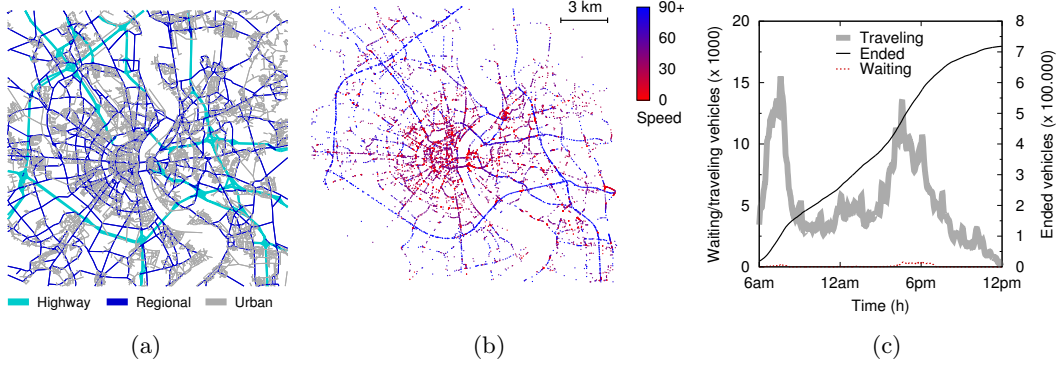 Highway Regional Urban
(a)
3 km
90+
60
30
0
Speed
(b)
Waiting/traveling vehicles (x 1000)
20
15
10
5
0
Traveling
Ended
Waiting
8
7
6
5
4
3
2
1
0
Ended vehicles (x 100.000)
6am 12am 6pm 12pm
Time (h)
(c)